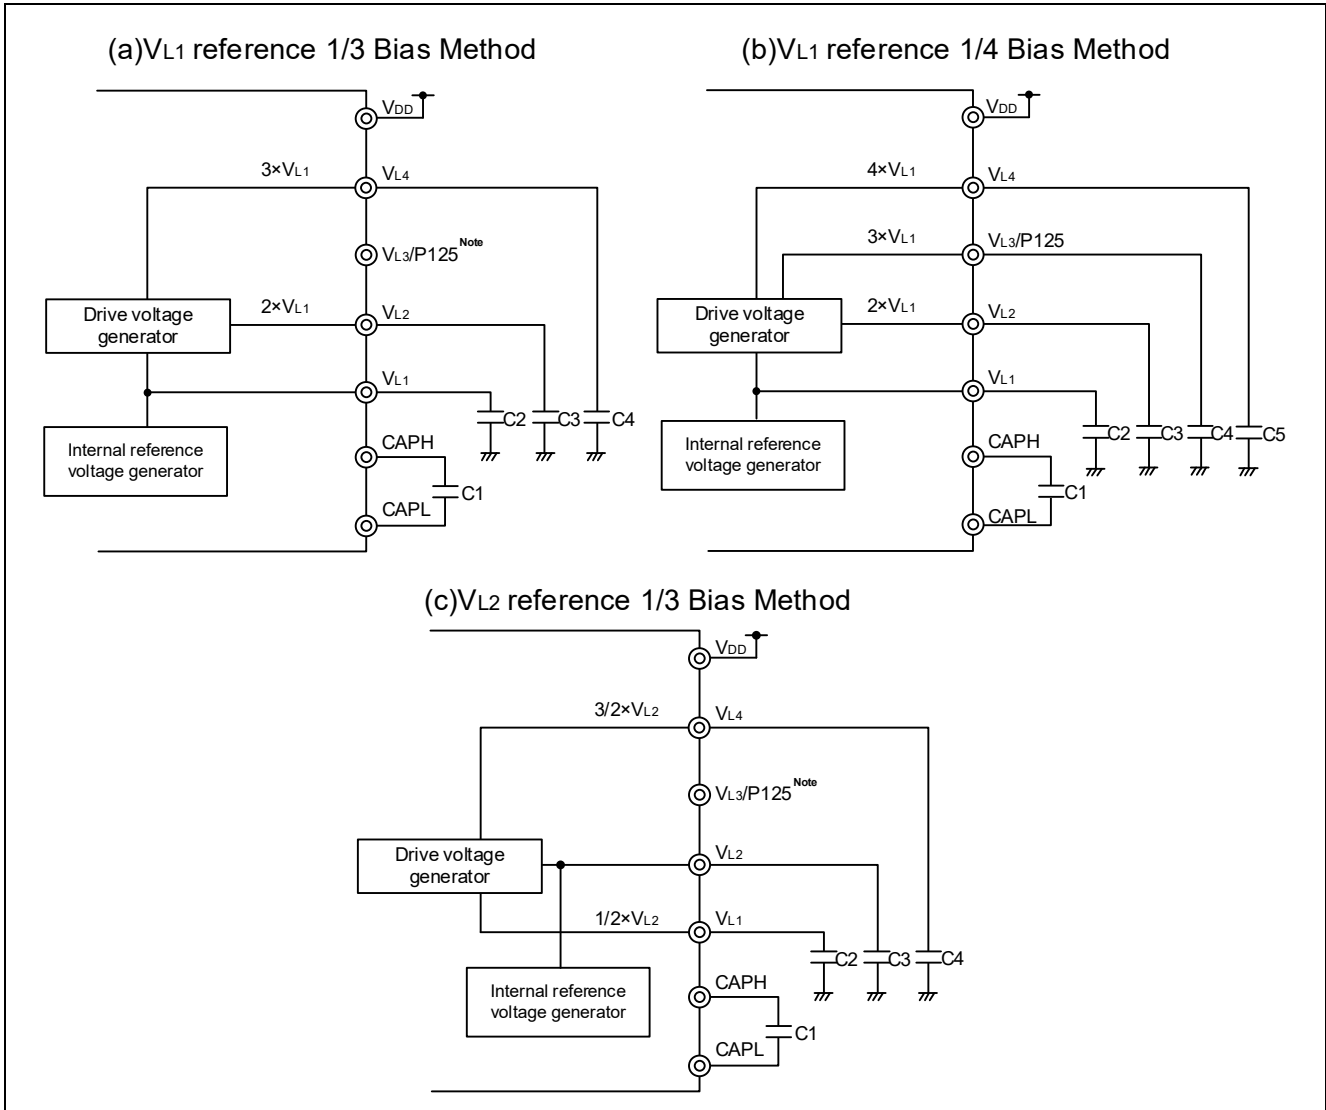 (a)VL1 reference 1/3 Bias Method
VDD
3×VL1
VL4
VL3/P125Note
Drive voltage
generator
2×VL1
VL2
VL1
C2
C3
C4
Internal reference
voltage generator
CAPH
C1
CAPL
(b)VL1 reference 1/4 Bias Method
VDD
4×VL1
VL4
3×VL1
VL3/P125
Drive voltage
generator
2×VL1
VL2
VL1
C2
C3
C4
C5
Internal reference
voltage generator
CAPH
C1
CAPL
(c)VL2 reference 1/3 Bias Method
VDD
3/2×VL2
VL4
VL3/P125Note
Drive voltage
generator
VL2
1/2×VL2
VL1
C2
C3
C4
Internal reference
voltage generator
CAPH
C1
CAPL